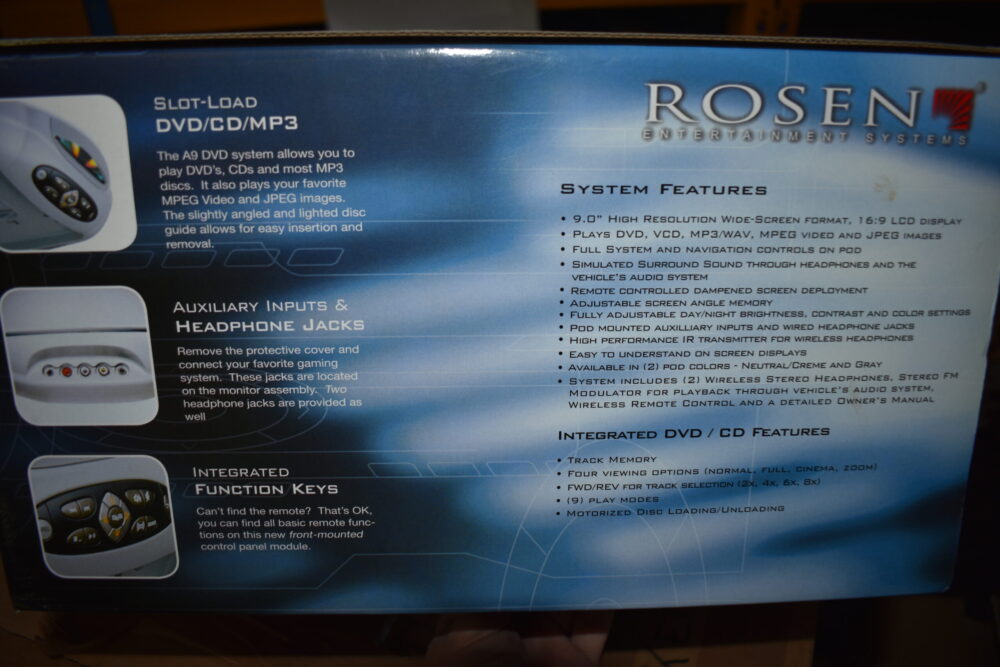 SLOT-LOAD
DVD/CD/MP3
The A9 DVD system allows you to
play DVD's, CDs and most MP3
discs. It also plays your favorite
MPEG Video and JPEG images.
The slightly angled and lighted disc
guide allows for easy insertion and
removal.
AUXILIARY INPUTS &
HEADPHONE JACKS
Remove the protective cover and
connect your favorite gaming
system. These jacks are located
on the monitor assembly. Two
headphone jacks are provided as
well
INTEGRATED
FUNCTION KEYS
Can't find the remote? That's OK,
you can find all basic remote func-
tions on this new front-mounted
control panel module.
ROSEN®
ENTERTAINMENT SYSTEMS
SYSTEM FEATURES
• 9.0" HIGH RESOLUTION WIDE-SCREEN FORMAT, 16:9 LCD DISPLAY
• PLAYS DVD, VCD, MP3/WAV, MPEG VIDEO AND JPEG IMAGES
• FULL SYSTEM AND NAVIGATION CONTROLS ON POD
• SIMULATED SURROUND SOUND THROUGH HEADPHONES AND THE
VEHICLE'S AUDIO SYSTEM
• REMOTE CONTROLLED DAMPENED SCREEN DEPLOYMENT
• ADJUSTABLE SCREEN ANGLE MEMORY
• FULLY ADJUSTABLE DAY/NIGHT BRIGHTNESS, CONTRAST AND COLOR SETTINGS
• POD MOUNTED AUXILLIARY INPUTS AND WIRED HEADPHONE JACKS
• HIGH PERFORMANCE IR TRANSMITTER FOR WIRELESS HEADPHONES
• EASY TO UNDERSTAND ON SCREEN DISPLAYS
• AVAILABLE IN (2) POD COLORS - NEUTRAL/CREME AND GRAY
• SYSTEM INCLUDES (2) WIRELESS STEREO HEADPHONES, STEREO FM
MODULATOR FOR PLAYBACK THROUGH VEHICLE'S AUDIO SYSTEM,
WIRELESS REMOTE CONTROL AND A DETAILED OWNER'S MANUAL
INTEGRATED DVD / CD FEATURES
• TRACK MEMORY
• FOUR VIEWING OPTIONS (NORMAL, FULL, CINEMA, ZOOM)
• FWD/REV FOR TRACK SELECTION (2X, 4X, 6X, 8X)
• (9) PLAY MODES
• MOTORIZED DISC LOADING/UNLOADING